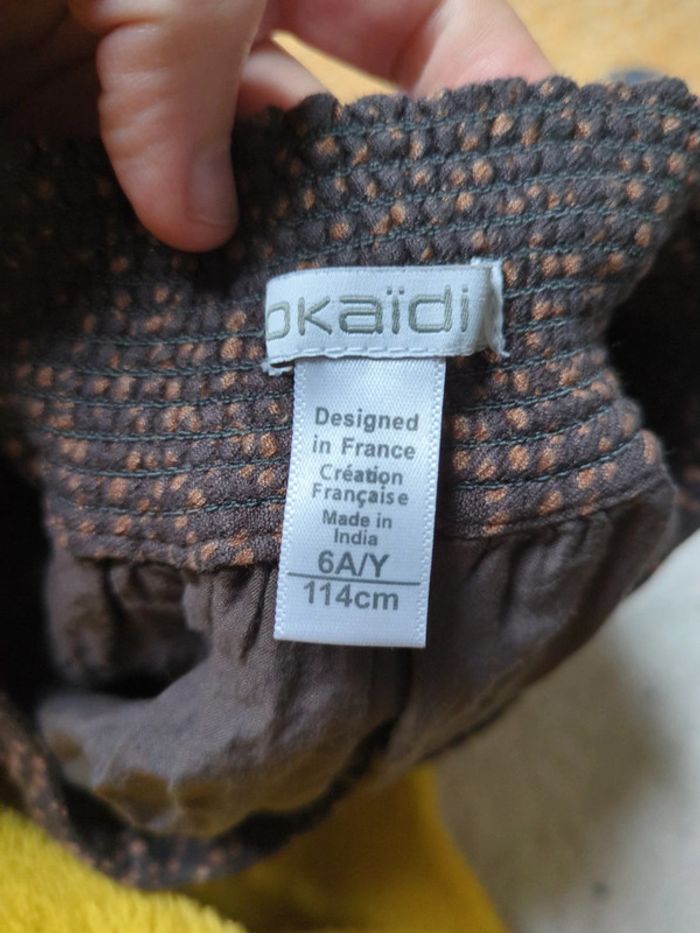 okaïdi
Designed
in France
Création
Française
Made in
India
6A/Y
114cm